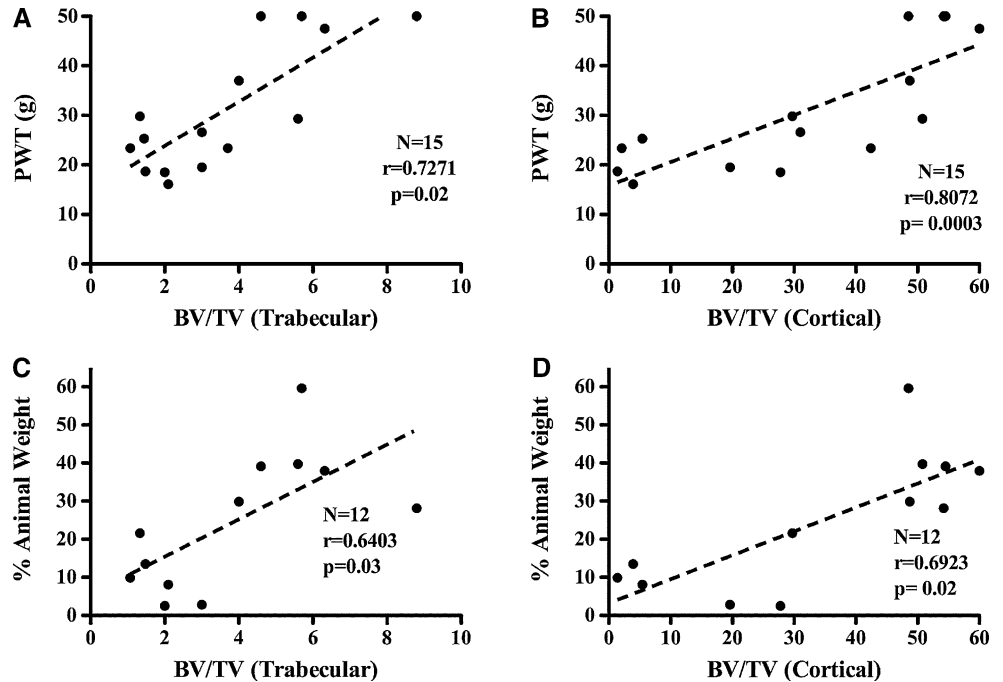 A
50
40
30
20
10
0
PWT (g)
N=15
r=0.7271
p=0.02
0 2 4 6 8 10
BV/TV (Trabecular)
B
50
40
30
20
10
0
PWT (g)
N=15
r=0.8072
p= 0.0003
0 10 20 30 40 50 60
BV/TV (Cortical)
C
60
50
40
30
20
10
0
% Animal Weight
N=12
r=0.6403
p=0.03
0 2 4 6 8 10
BV/TV (Trabecular)
D
60
50
40
30
20
10
0
% Animal Weight
N=12
r=0.6923
p= 0.02
0 10 20 30 40 50 60
BV/TV (Cortical)